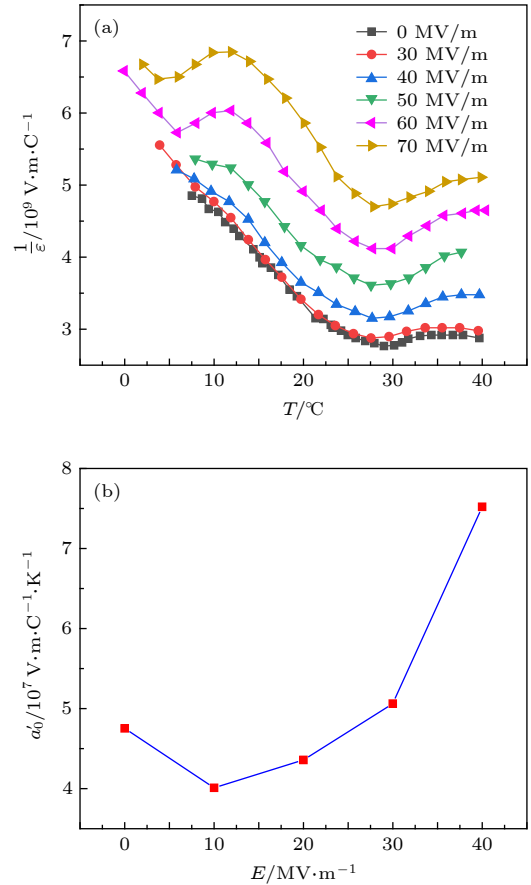 (a)
0 MV/m
30 MV/m
40 MV/m
50 MV/m
60 MV/m
70 MV/m
7
6
5
4
3
1/ε /10⁹ V·m·C⁻¹
0 10 20 30 40
T/℃
(b)
8
7
6
5
4
a′₀/10⁷ V·m·C⁻¹·K⁻¹
0 10 20 30 40
E/MV·m⁻¹